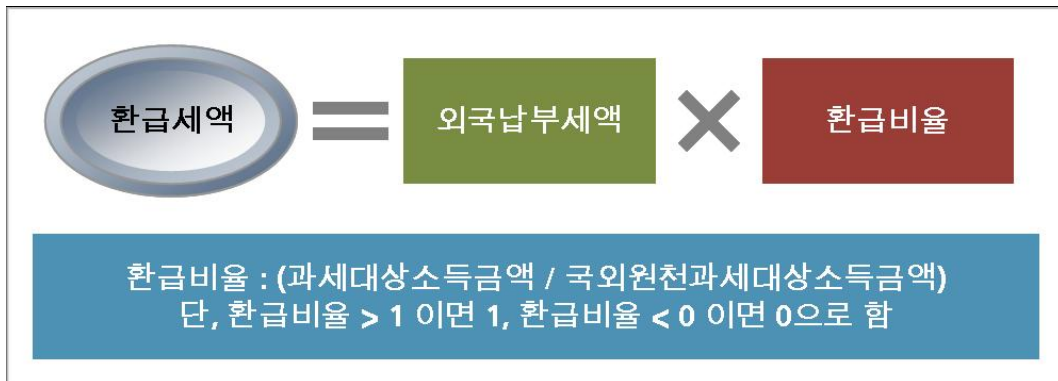 환급세액 = 외국납부세액 × 환급비율
환급비율 : (과세대상소득금액 / 국외원천과세대상소득금액)
단, 환급비율 > 1 이면 1, 환급비율 < 0 이면 0으로 함